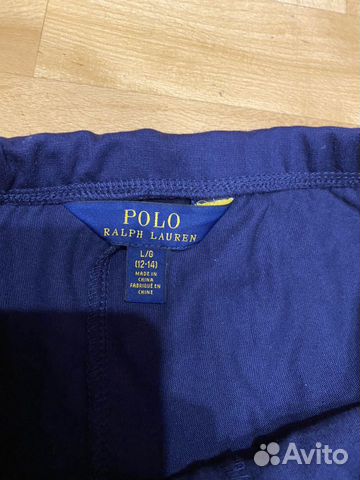 POLO
RALPH LAUREN
L/G
(12-14)
MADE IN
CHINA
FABRIQUÉ EN
CHINE
Avito